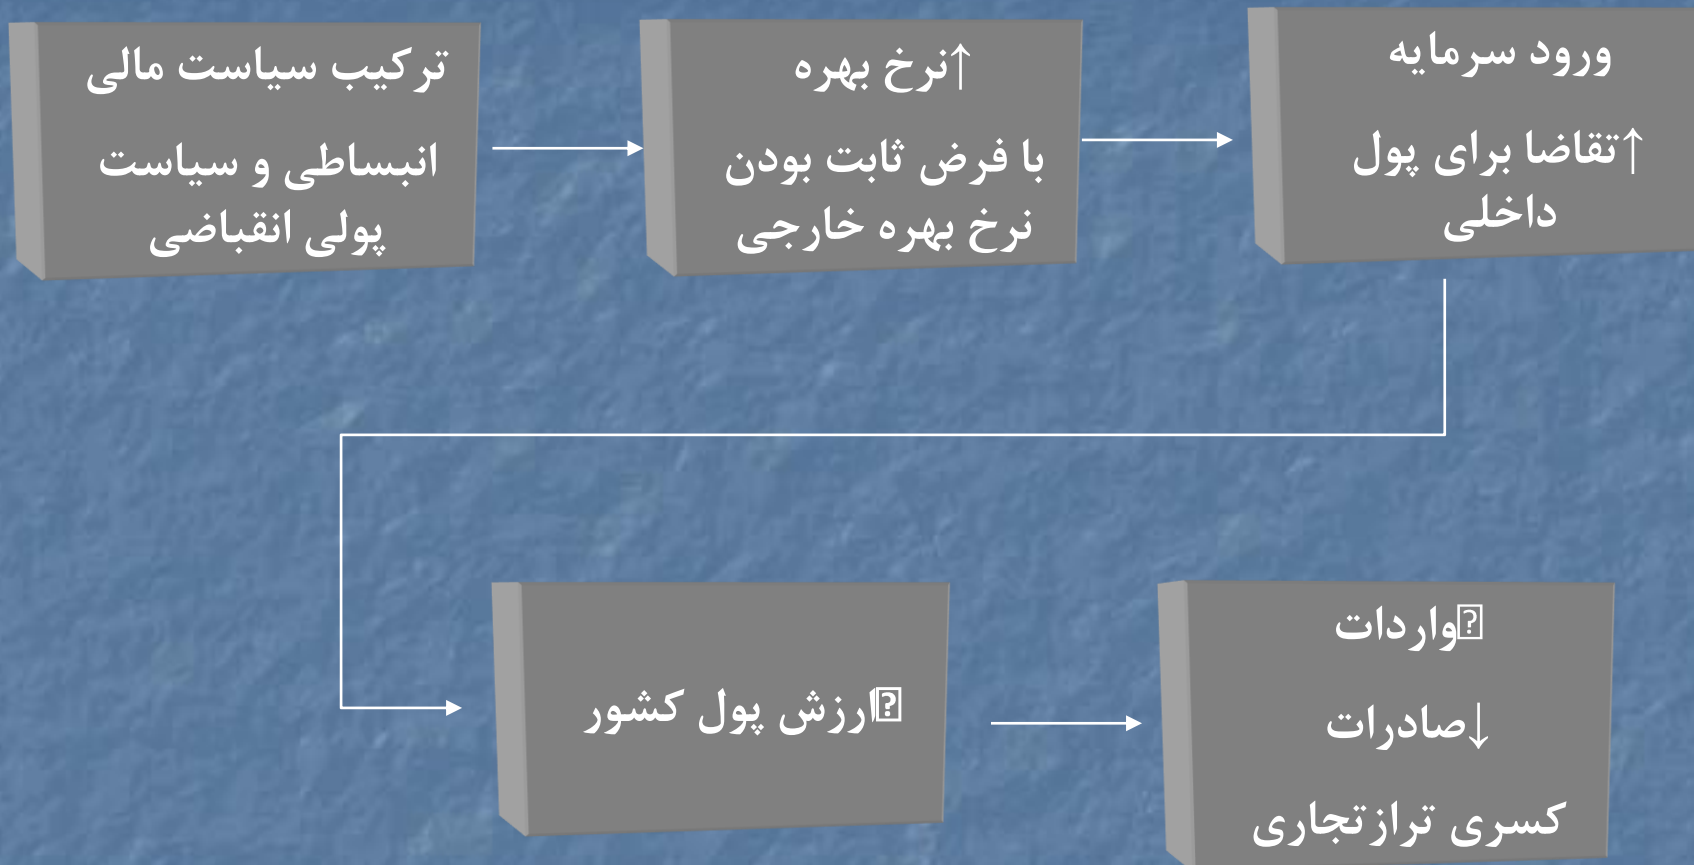 ترکیب سیاست مالی
انبساطی و سیاست
پولی انقباضی
↑نرخ بهره
با فرض ثابت بودن
نرخ بهره خارجی
ورود سرمایه
↑تقاضا برای پول
داخلی
⍰ارزش پول کشور
⍰واردات
↓صادرات
کسری ترازتجاری